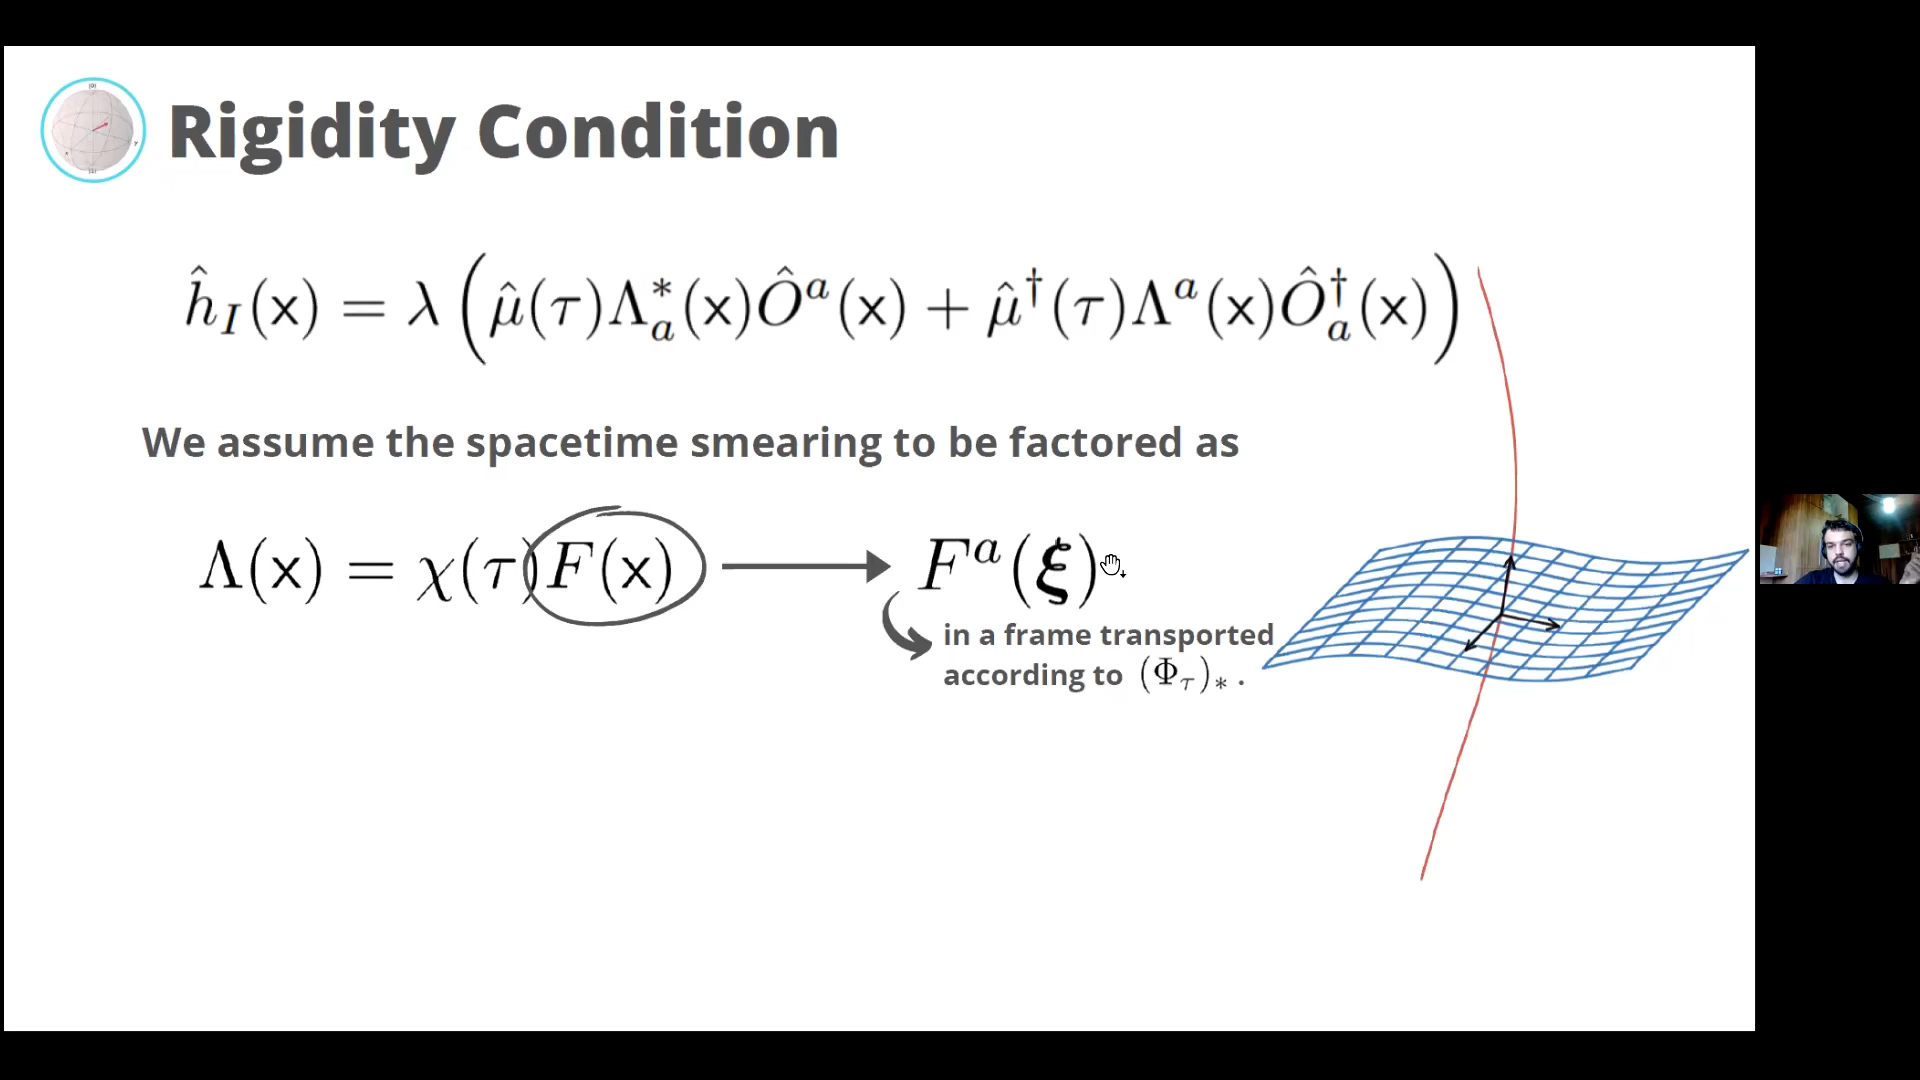 Rigidity Condition
ĥ_I(x) = λ ( μ̂(τ)Λ*_a(x)Ô^a(x) + μ̂†(τ)Λ^a(x)Ô†_a(x) )
We assume the spacetime smearing to be factored as
Λ(x) = χ(τ)F(x) ⟶ F^a(ξ)
in a frame transported
according to (Φ_τ)_* .